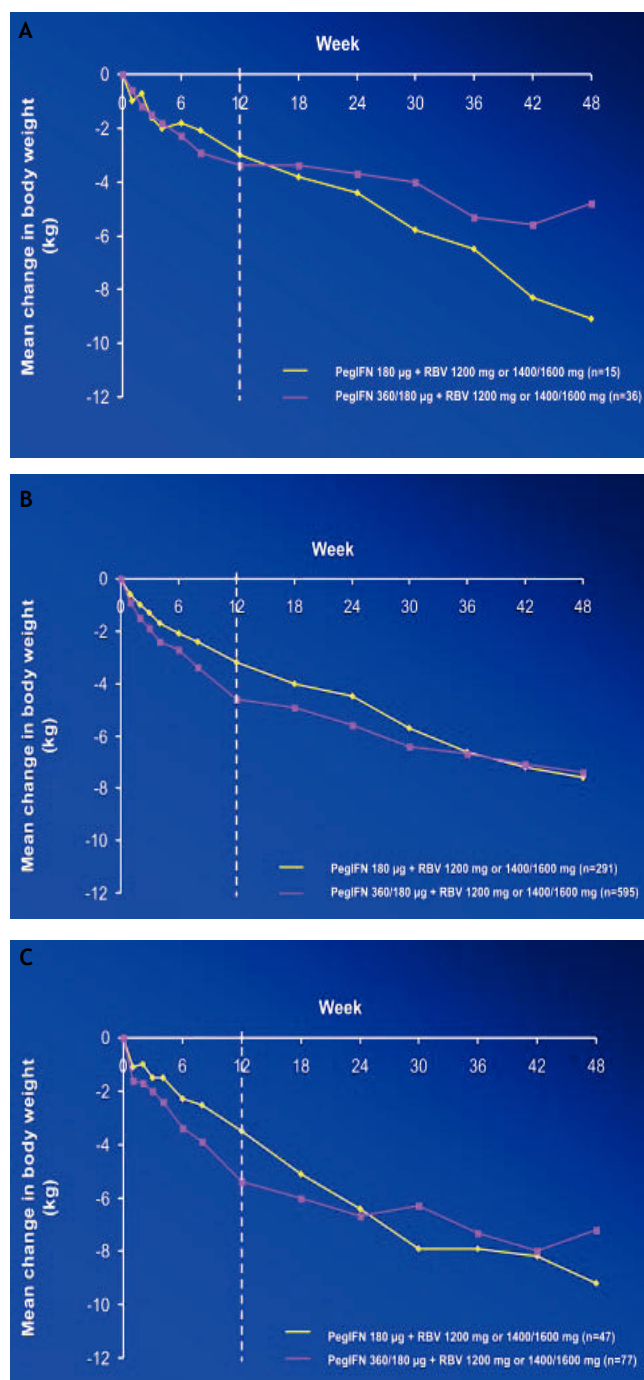 A
Week
0
0
6
12
18
24
30
36
42
48
-2
-4
-6
-8
-10
-12
Mean change in body weight
(kg)
PegIFN 180 µg + RBV 1200 mg or 1400/1600 mg (n=15)
PegIFN 360/180 µg + RBV 1200 mg or 1400/1600 mg (n=36)
B
Week
0
0
6
12
18
24
30
36
42
48
-2
-4
-6
-8
-10
-12
Mean change in body weight
(kg)
PegIFN 180 µg + RBV 1200 mg or 1400/1600 mg (n=291)
PegIFN 360/180 µg + RBV 1200 mg or 1400/1600 mg (n=595)
C
Week
0
0
6
12
18
24
30
36
42
48
-2
-4
-6
-8
-10
-12
Mean change in body weight
(kg)
PegIFN 180 µg + RBV 1200 mg or 1400/1600 mg (n=47)
PegIFN 360/180 µg + RBV 1200 mg or 1400/1600 mg (n=77)